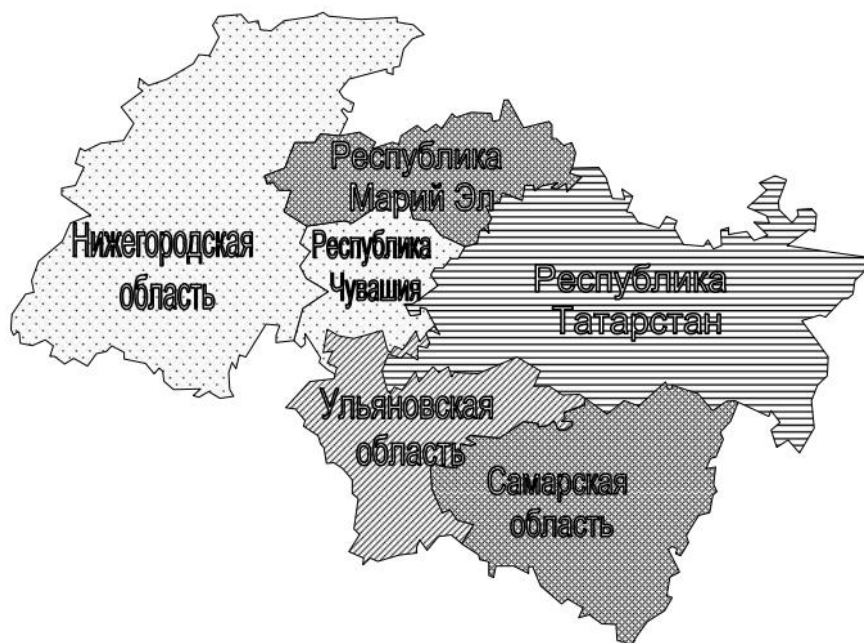 Республика
Марий Эл
Нижегородская
область
Республика
Чувашия
Республика
Татарстан
Ульяновская
область
Самарская
область